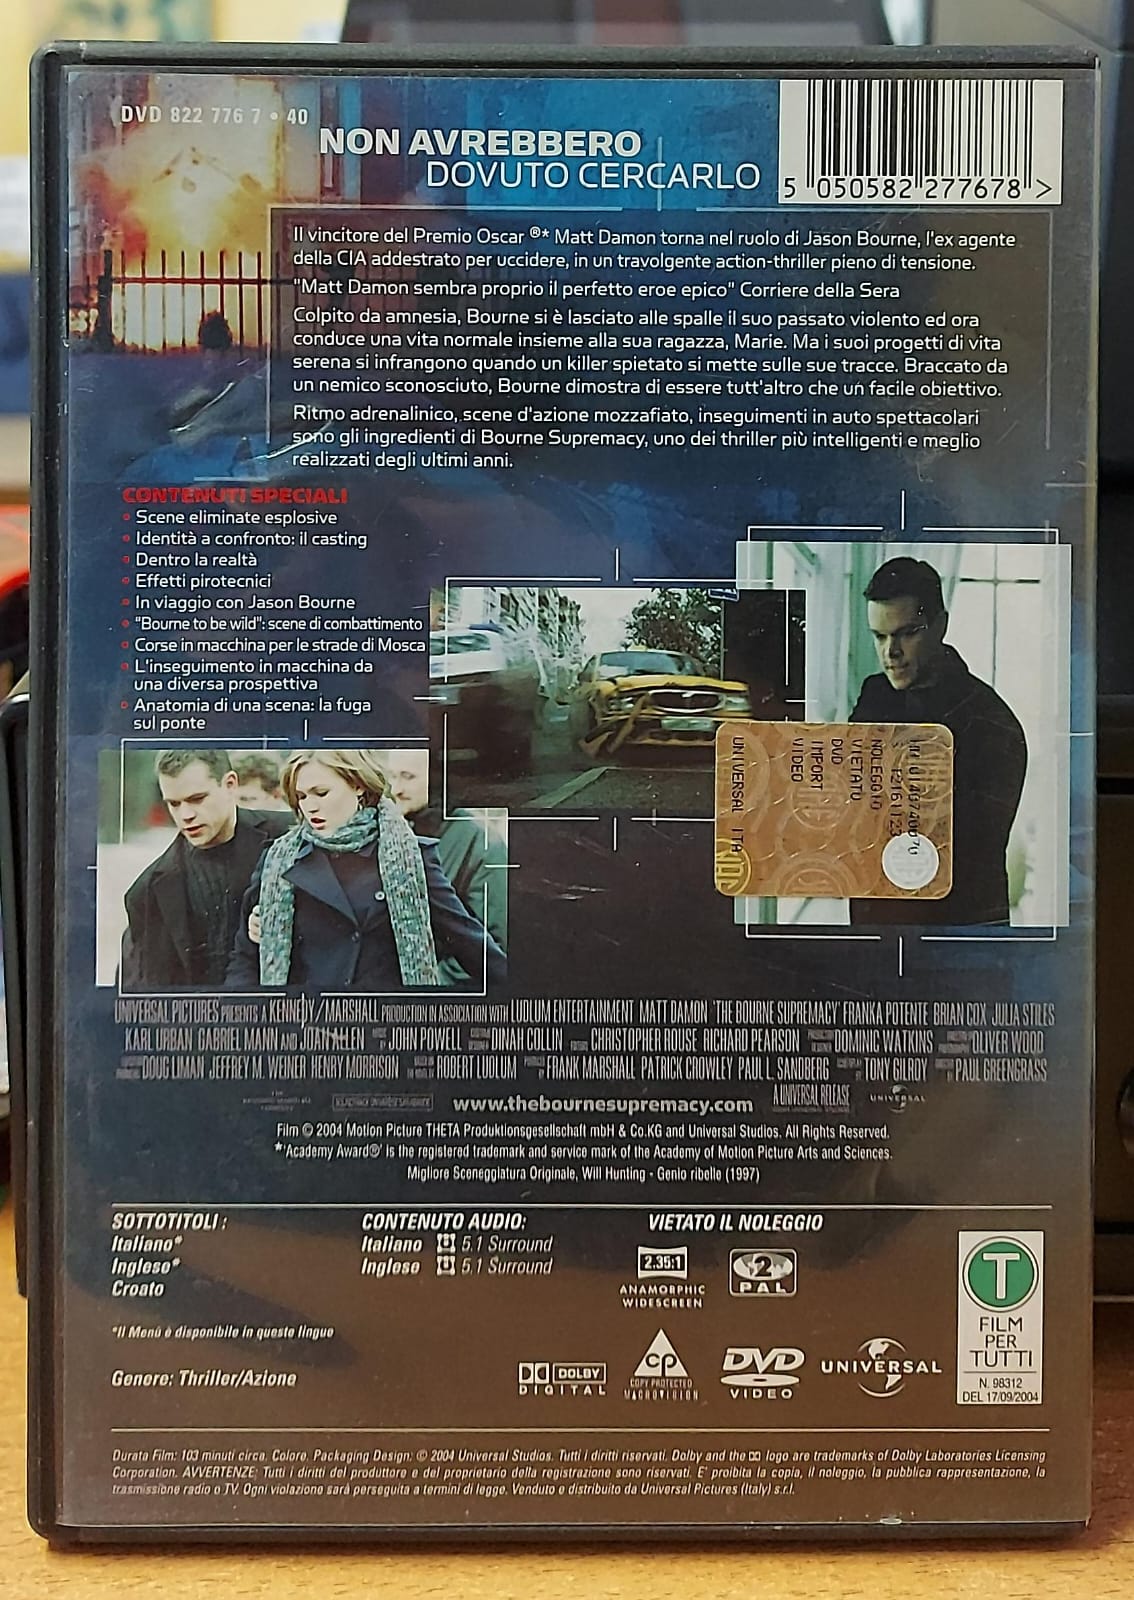 DVD 822 776 7 • 40
NON AVREBBERO
DOVUTO CERCARLO
5 050582 277678 >
Il vincitore del Premio Oscar ®* Matt Damon torna nel ruolo di Jason Bourne, l'ex agente
della CIA addestrato per uccidere, in un travolgente action-thriller pieno di tensione.
"Matt Damon sembra proprio il perfetto eroe epico" Corriere della Sera
Colpito da amnesia, Bourne si è lasciato alle spalle il suo passato violento ed ora
conduce una vita normale insieme alla sua ragazza, Marie. Ma i suoi progetti di vita
serena si infrangono quando un killer spietato si mette sulle sue tracce. Braccato da
un nemico sconosciuto, Bourne dimostra di essere tutt'altro che un facile obiettivo.
Ritmo adrenalinico, scene d'azione mozzafiato, inseguimenti in auto spettacolari
sono gli ingredienti di Bourne Supremacy, uno dei thriller più intelligenti e meglio
realizzati degli ultimi anni.
CONTENUTI SPECIALI
Scene eliminate esplosive
Identità a confronto: il casting
Dentro la realtà
Effetti pirotecnici
In viaggio con Jason Bourne
"Bourne to be wild": scene di combattimento
Corse in macchina per le strade di Mosca
L'inseguimento in macchina da
una diversa prospettiva
Anatomia di una scena: la fuga
sul ponte
NOLEGGIO
VIETATO
DVD
IMPORT
VIDEO
UNIVERSAL ITA
UNIVERSAL PICTURES PRESENTS A KENNEDY/MARSHALL PRODUCTION IN ASSOCIATION WITH LUDLUM ENTERTAINMENT MATT DAMON 'THE BOURNE SUPREMACY' FRANKA POTENTE BRIAN COX JULIA STILES
KARL URBAN GABRIEL MANN AND JOAN ALLEN JOHN POWELL DINAH COLLIN CHRISTOPHER ROUSE RICHARD PEARSON DOMINIC WATKINS OLIVER WOOD
DOUG LIMAN JEFFREY M. WEINER HENRY MORRISON ROBERT LUDLUM FRANK MARSHALL PATRICK CROWLEY PAUL L. SANDBERG BY TONY GILROY PAUL GREENGRASS
www.thebournesupremacy.com A UNIVERSAL RELEASE UNIVERSAL
Film © 2004 Motion Picture THETA Produktionsgesellschaft mbH & Co.KG and Universal Studios. All Rights Reserved.
*'Academy Award®' is the registered trademark and service mark of the Academy of Motion Picture Arts and Sciences.
Migliore Sceneggiatura Originale, Will Hunting - Genio ribelle (1997)
SOTTOTITOLI:
Italiano*
Inglese*
Croato
*Il Menù è disponibile in queste lingue
Genere: Thriller/Azione
CONTENUTO AUDIO:
Italiano 5.1 Surround
Inglese 5.1 Surround
VIETATO IL NOLEGGIO
2.35:1
ANAMORPHIC
WIDESCREEN
2
PAL
DOLBY
DIGITAL
CP
COPY PROTECTED
MACROVISION
DVD
VIDEO
UNIVERSAL
T
FILM
PER
TUTTI
N. 98312
DEL 17/09/2004
Durata Film: 103 minuti circa. Colore. Packaging Design: © 2004 Universal Studios. Tutti i diritti riservati. Dolby and the logo are trademarks of Dolby Laboratories Licensing
Corporation. AVVERTENZE: Tutti i diritti del produttore e del proprietario della registrazione sono riservati. E' proibita la copia, il noleggio, la pubblica rappresentazione, la
trasmissione radio o TV. Ogni violazione sarà perseguita a termini di legge. Venduto e distribuito da Universal Pictures (Italy) s.r.l.